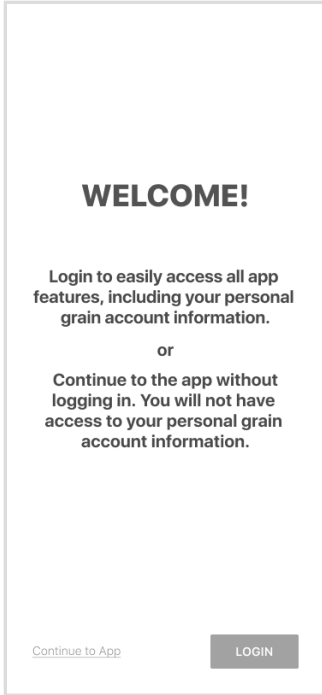 WELCOME!
Login to easily access all app
features, including your personal
grain account information.
or
Continue to the app without
logging in. You will not have
access to your personal grain
account information.
Continue to App
LOGIN